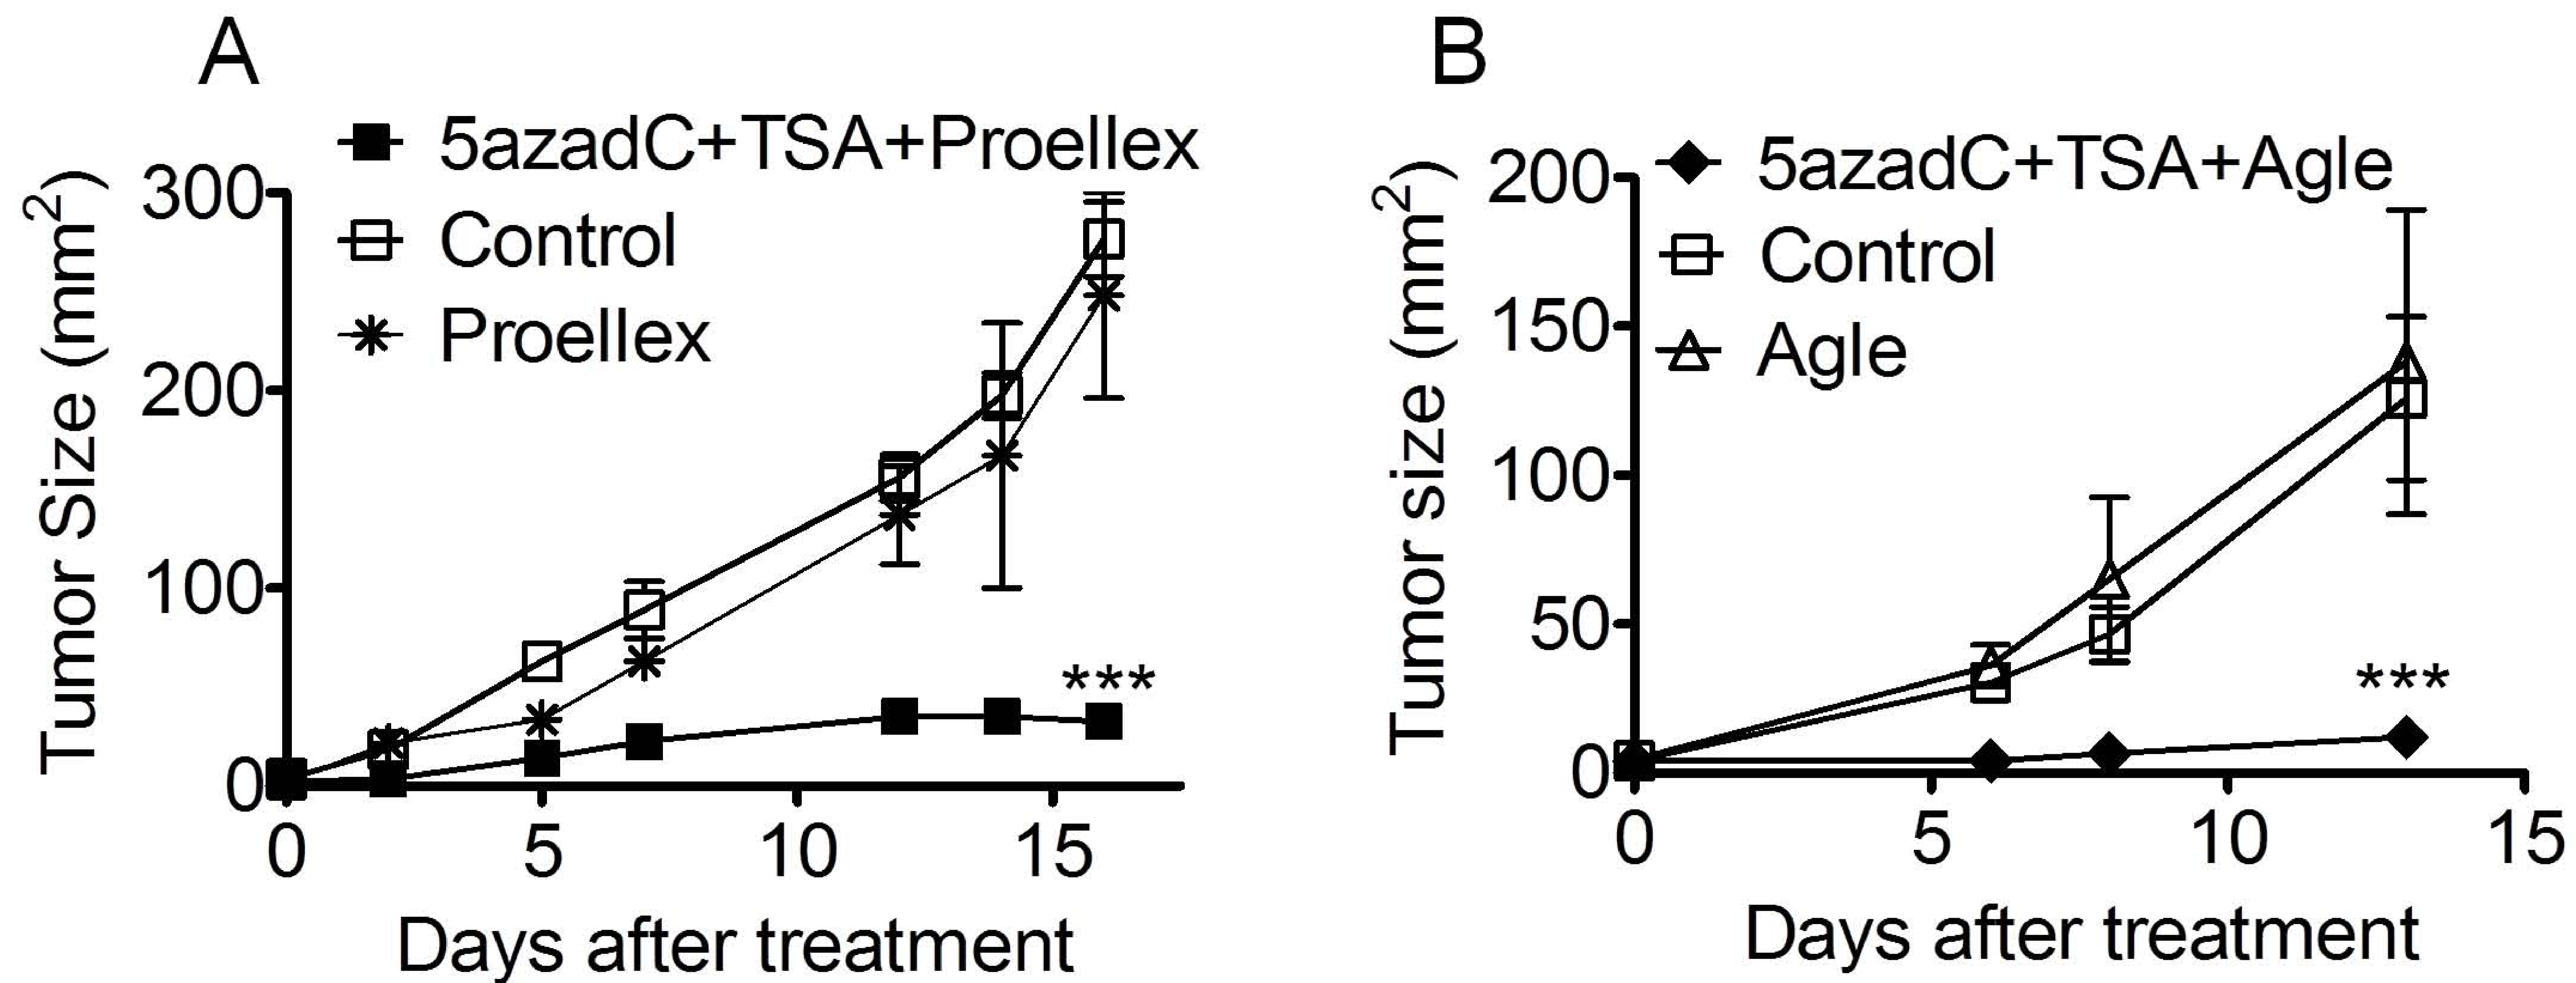 A
5azadC+TSA+Proellex
Control
Proellex
Tumor Size (mm²)
300
200
100
0
0 5 10 15
***
Days after treatment
B
5azadC+TSA+Agle
Control
Agle
Tumor size (mm²)
200
150
100
50
0
0 5 10 15
***
Days after treatment